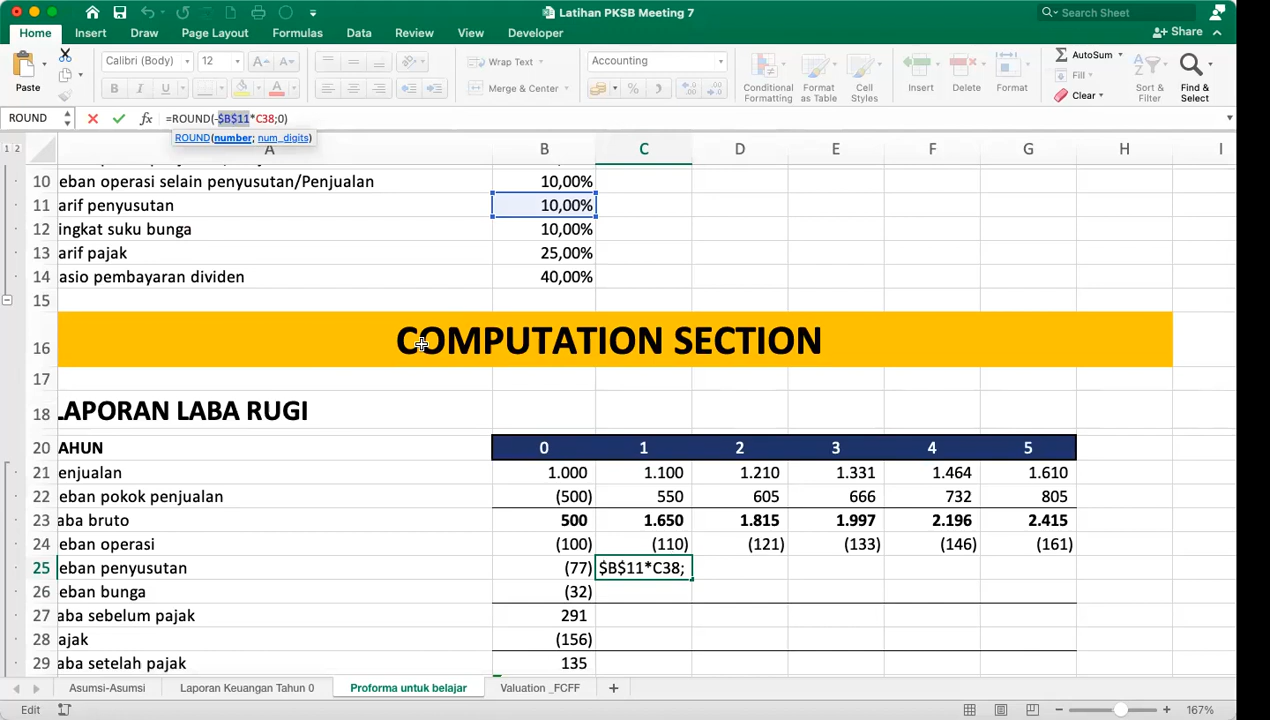 Latihan PKSB Meeting 7
Search Sheet
Home Insert Draw Page Layout Formulas Data Review View Developer
Share
Paste
Calibri (Body) 12 A A
B I U A
ab
Wrap Text
Merge & Center
Accounting
Conditional Formatting
Format as Table
Cell Styles
Insert
Delete
Format
AutoSum
Fill
Clear
Sort & Filter
Find & Select
ROUND fx =ROUND(-$B$11*C38;0)
ROUND(number; num_digits)
1 2 A B C D E F G H I
10 eban operasi selain penyusutan/Penjualan 10,00%
11 arif penyusutan 10,00%
12 ingkat suku bunga 10,00%
13 arif pajak 25,00%
14 asio pembayaran dividen 40,00%
15
16 COMPUTATION SECTION
17
18 LAPORAN LABA RUGI
20 AHUN 0 1 2 3 4 5
21 enjualan 1.000 1.100 1.210 1.331 1.464 1.610
22 eban pokok penjualan (500) 550 605 666 732 805
23 aba bruto 500 1.650 1.815 1.997 2.196 2.415
24 eban operasi (100) (110) (121) (133) (146) (161)
25 eban penyusutan (77) $B$11*C38;
26 eban bunga (32)
27 aba sebelum pajak 291
28 ajak (156)
29 aba setelah pajak 135
Asumsi-Asumsi Laporan Keuangan Tahun 0 Proforma untuk belajar Valuation _FCFF
Edit
167%